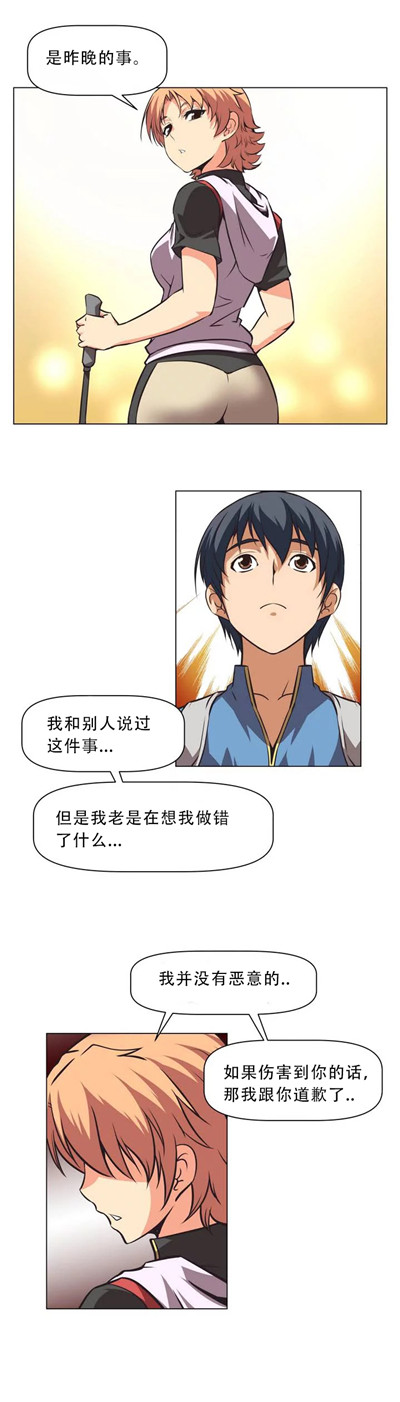 是昨晚的事。
我和别人说过
这件事...
但是我老是在想我做错
了什么...
我并没有恶意的..
如果伤害到你的话,
那我跟你道歉了..